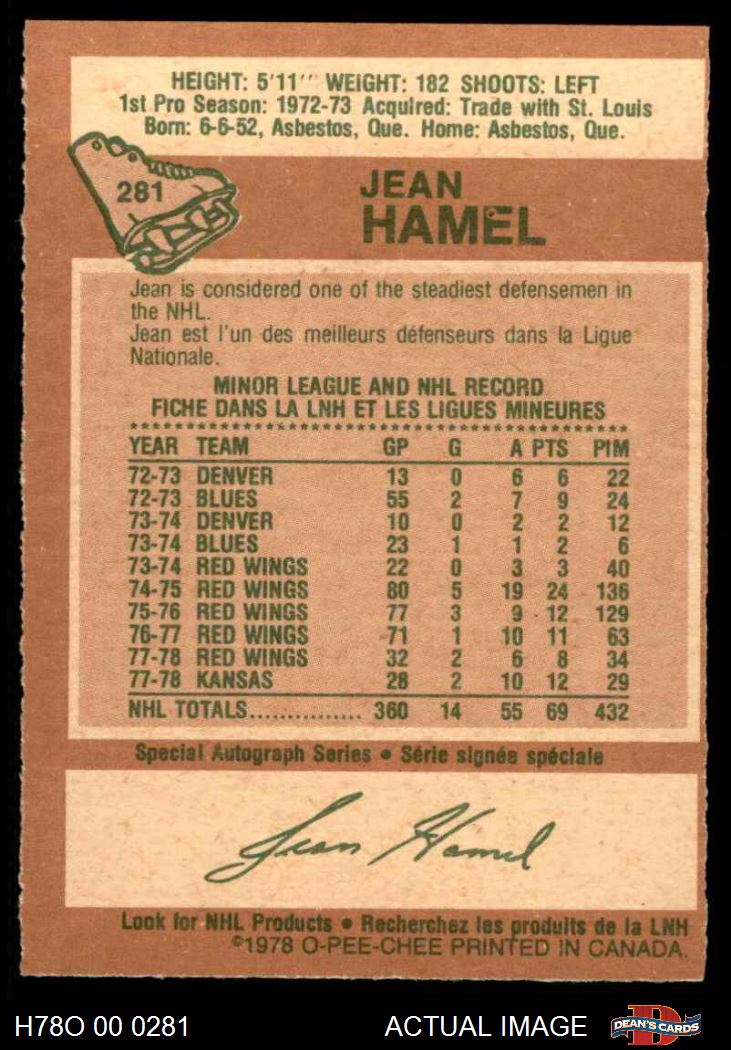 HEIGHT: 5'11'' WEIGHT: 182 SHOOTS: LEFT
1st Pro Season: 1972-73 Acquired: Trade with St. Louis
Born: 6-6-52, Asbestos, Que. Home: Asbestos, Que.
281
JEAN
HAMEL
Jean is considered one of the steadiest defensemen in
the NHL.
Jean est l'un des meilleurs défenseurs dans la Ligue
Nationale.
MINOR LEAGUE AND NHL RECORD
FICHE DANS LA LNH ET LES LIGUES MINEURES
YEAR TEAM GP G A PTS PIM
72-73 DENVER 13 0 6 6 22
72-73 BLUES 55 2 7 9 24
73-74 DENVER 10 0 2 2 12
73-74 BLUES 23 1 1 2 6
73-74 RED WINGS 22 0 3 3 40
74-75 RED WINGS 80 5 19 24 136
75-76 RED WINGS 77 3 9 12 129
76-77 RED WINGS 71 1 10 11 63
77-78 RED WINGS 32 2 6 8 34
77-78 KANSAS 28 2 10 12 29
NHL TOTALS............... 360 14 55 69 432
Special Autograph Series • Série signée spéciale
Jean Hamel
Look for NHL Products • Recherchez les produits de la LNH
©1978 O-PEE-CHEE PRINTED IN CANADA.
H78O 00 0281 ACTUAL IMAGE D DEAN'S CARDS